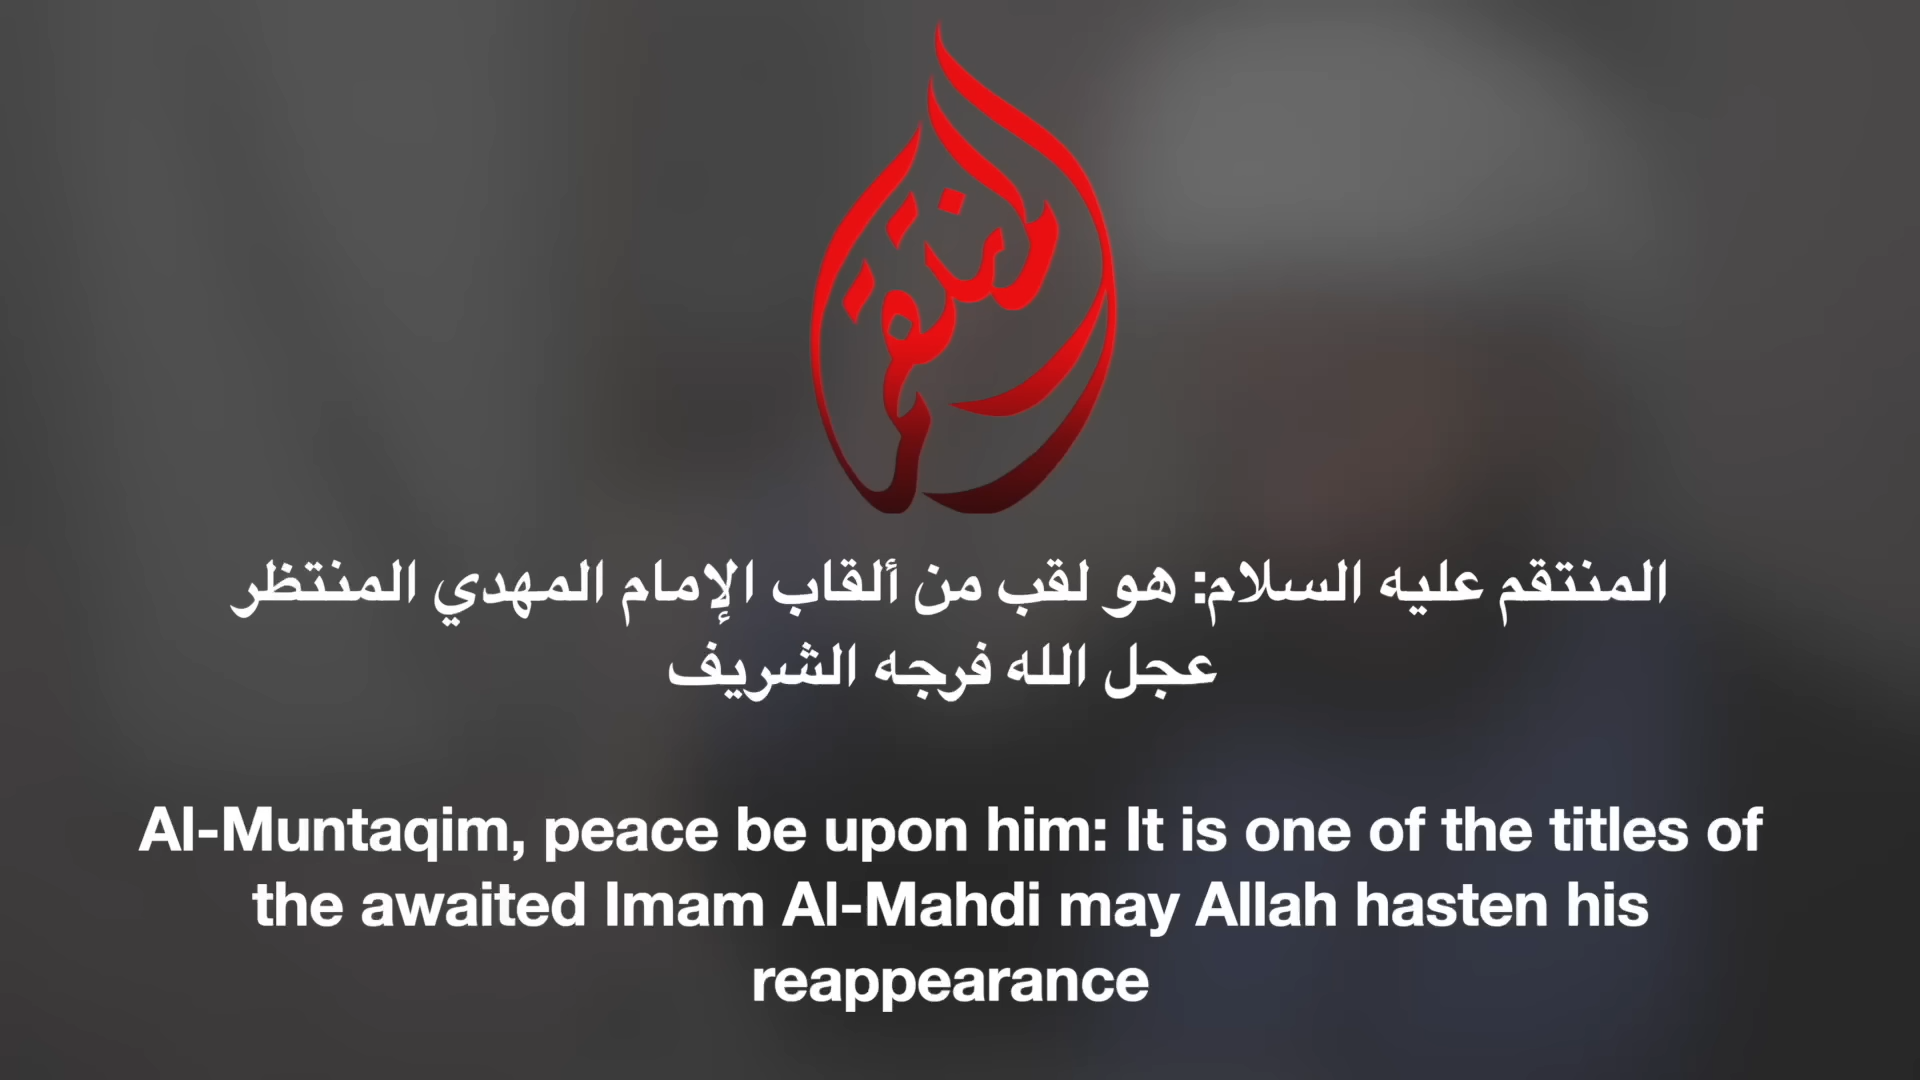 المنتقم
المنتقم عليه السلام: هو لقب من ألقاب الإمام المهدي المنتظر
عجل الله فرجه الشريف
Al-Muntaqim, peace be upon him: It is one of the titles of
the awaited Imam Al-Mahdi may Allah hasten his
reappearance